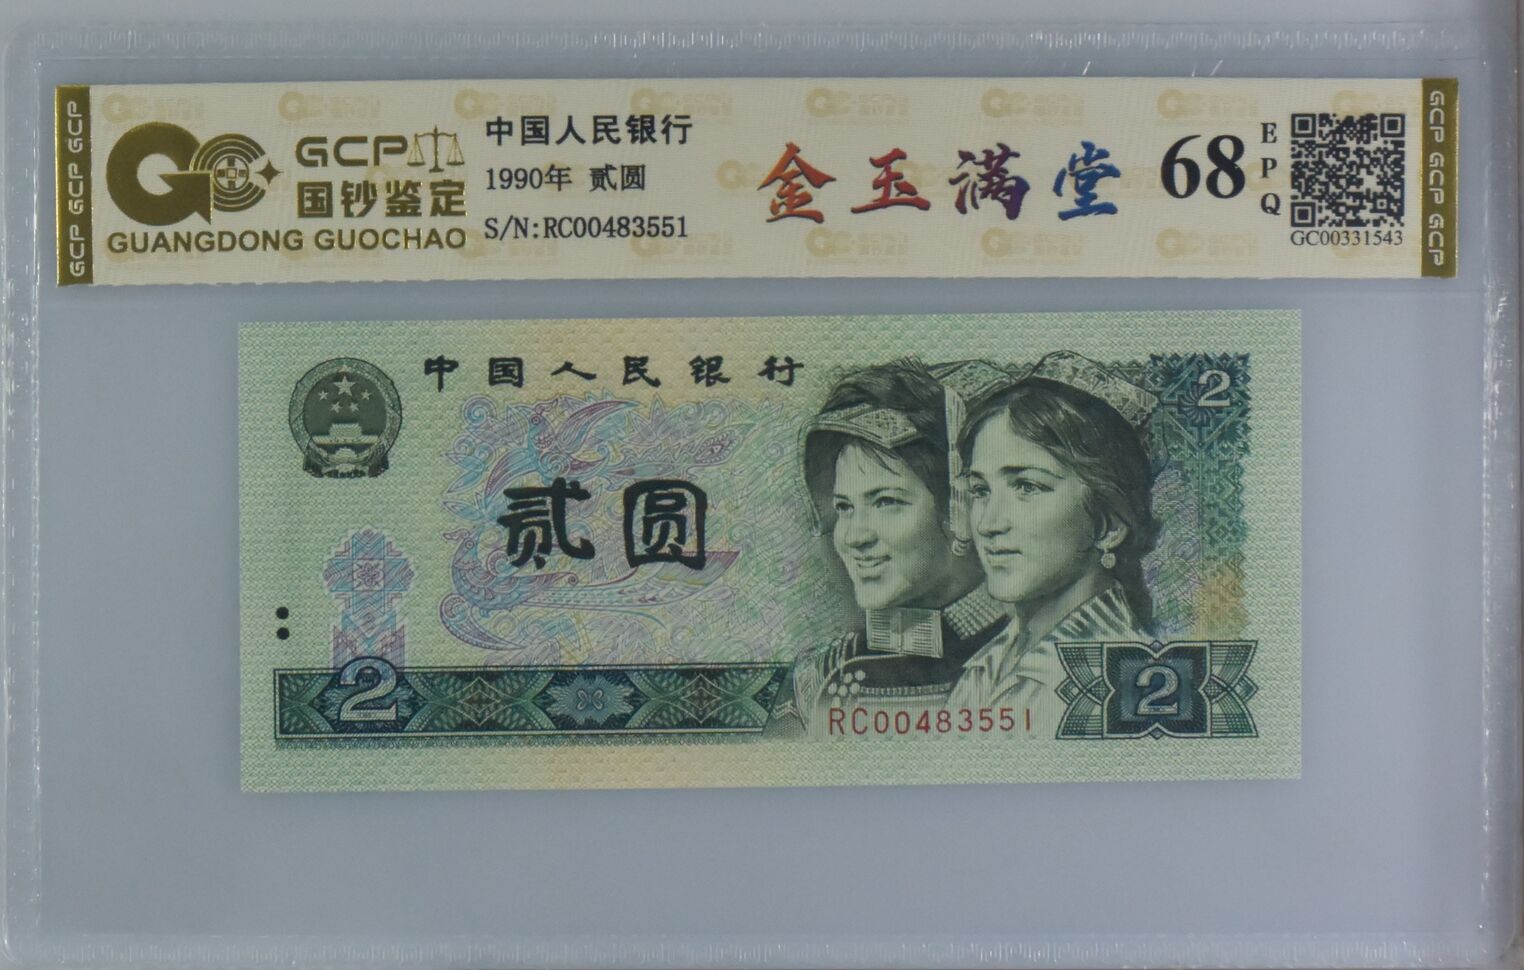 GCP GCP GCP
GCP
国钞鉴定
GUANGDONG GUOCHAO
中国人民银行
1990年 贰圆
S/N:RC00483551
金玉满堂
68
EPQ
GC00331543
GCP GCP GCP
中国人民银行
2
贰圆
2
RC00483551
2